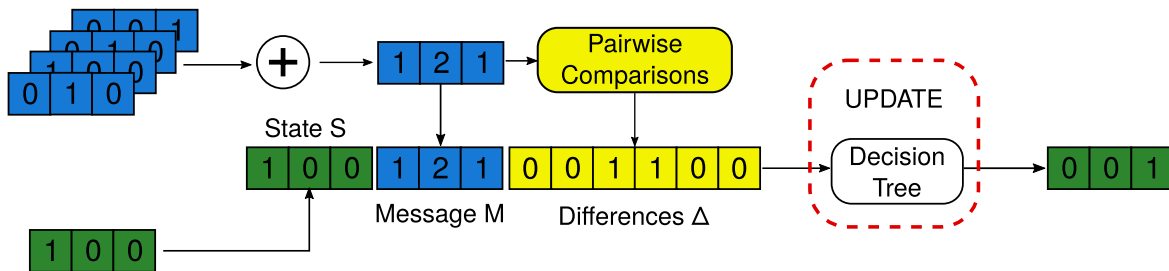 0 0 1
0 1 0
1 0 0
0 1 0
+
1 2 1
Pairwise
Comparisons
State S
1 0 0
1 2 1
0 0 1 1 0 0
Message M
Differences Δ
1 0 0
UPDATE
Decision
Tree
0 0 1